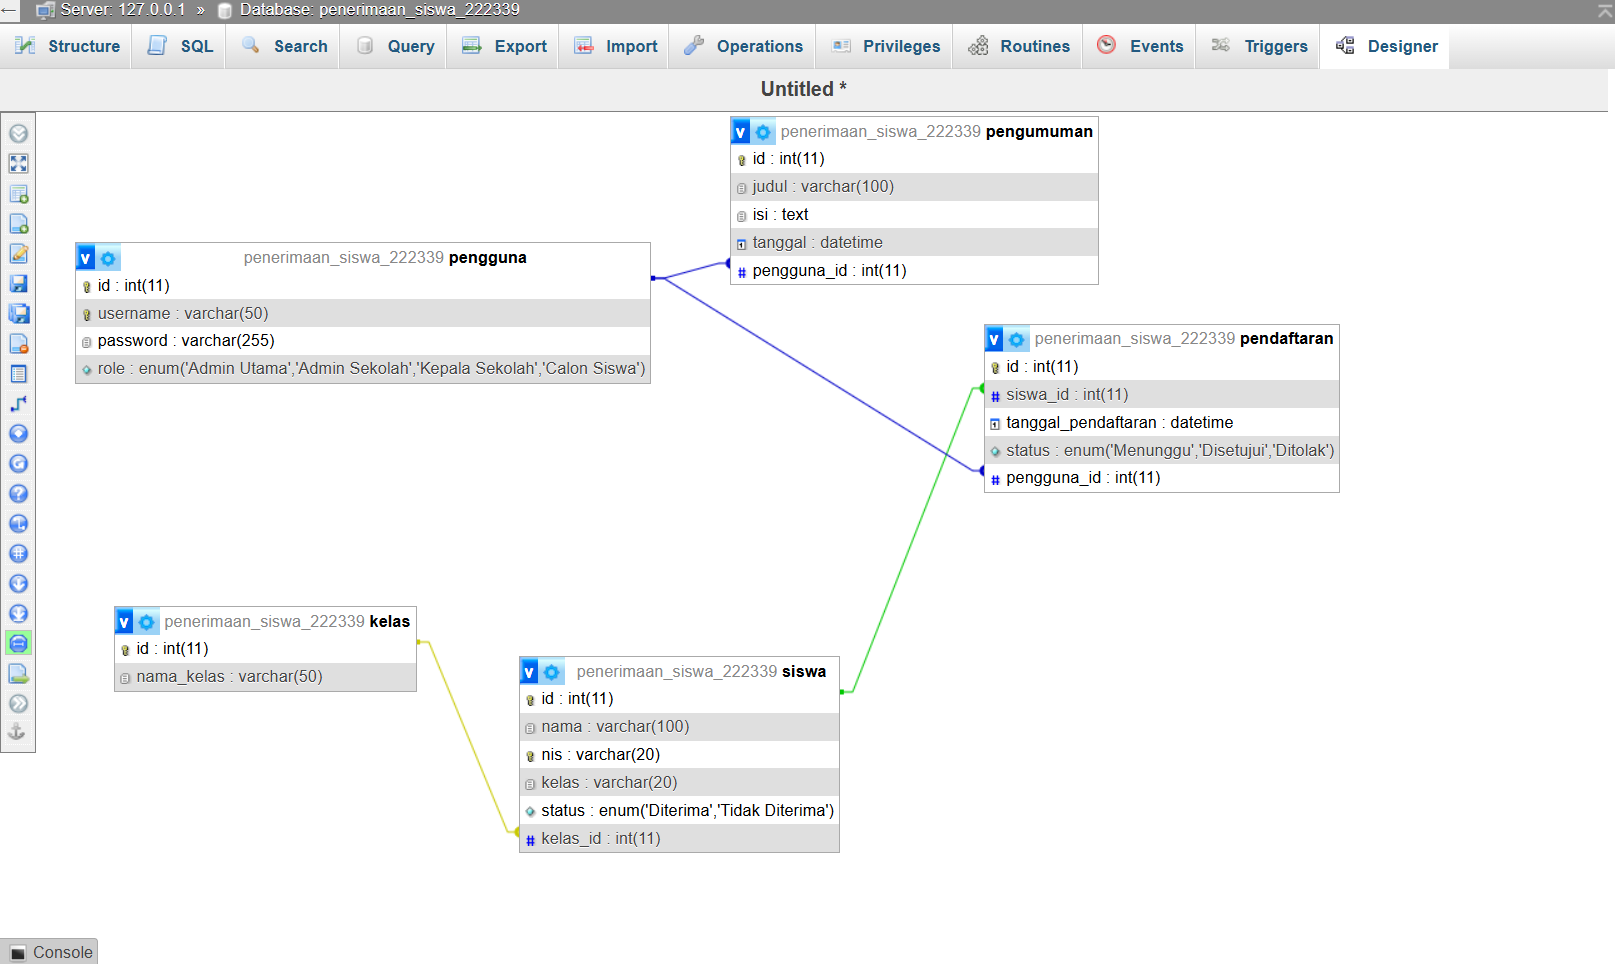 Server: 127.0.0.1 » Database: penerimaan_siswa_222339
Structure SQL Search Query Export Import Operations Privileges Routines Events Triggers Designer
Untitled *
penerimaan_siswa_222339 pengumuman
id : int(11)
judul : varchar(100)
isi : text
tanggal : datetime
pengguna_id : int(11)
penerimaan_siswa_222339 pengguna
id : int(11)
username : varchar(50)
password : varchar(255)
role : enum('Admin Utama','Admin Sekolah','Kepala Sekolah','Calon Siswa')
penerimaan_siswa_222339 pendaftaran
id : int(11)
siswa_id : int(11)
tanggal_pendaftaran : datetime
status : enum('Menunggu','Disetujui','Ditolak')
pengguna_id : int(11)
penerimaan_siswa_222339 kelas
id : int(11)
nama_kelas : varchar(50)
penerimaan_siswa_222339 siswa
id : int(11)
nama : varchar(100)
nis : varchar(20)
kelas : varchar(20)
status : enum('Diterima','Tidak Diterima')
kelas_id : int(11)
Console